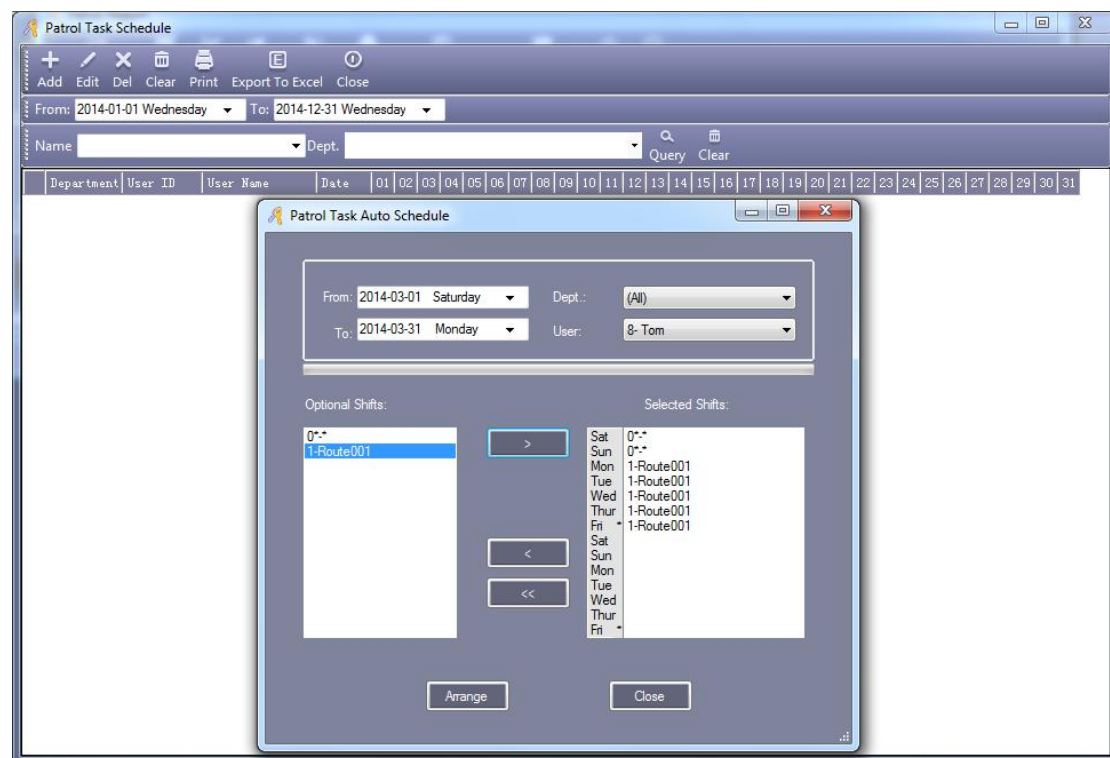 Patrol Task Schedule
Add Edit Del Clear Print Export To Excel Close
From: 2014-01-01 Wednesday To: 2014-12-31 Wednesday
Name Dept. Query Clear
Department User ID User Name Date 01 02 03 04 05 06 07 08 09 10 11 12 13 14 15 16 17 18 19 20 21 22 23 24 25 26 27 28 29 30 31
Patrol Task Auto Schedule
From: 2014-03-01 Saturday Dept.: (All)
To: 2014-03-31 Monday User: 8- Tom
Optional Shifts: Selected Shifts:
0*-* > Sat 0*-*
1-Route001 Sun 0*-*
Mon 1-Route001
Tue 1-Route001
Wed 1-Route001
Thur 1-Route001
Fri * 1-Route001
Sat
< Sun
Mon
Tue
<< Wed
Thur
Fri *
Arrange Close